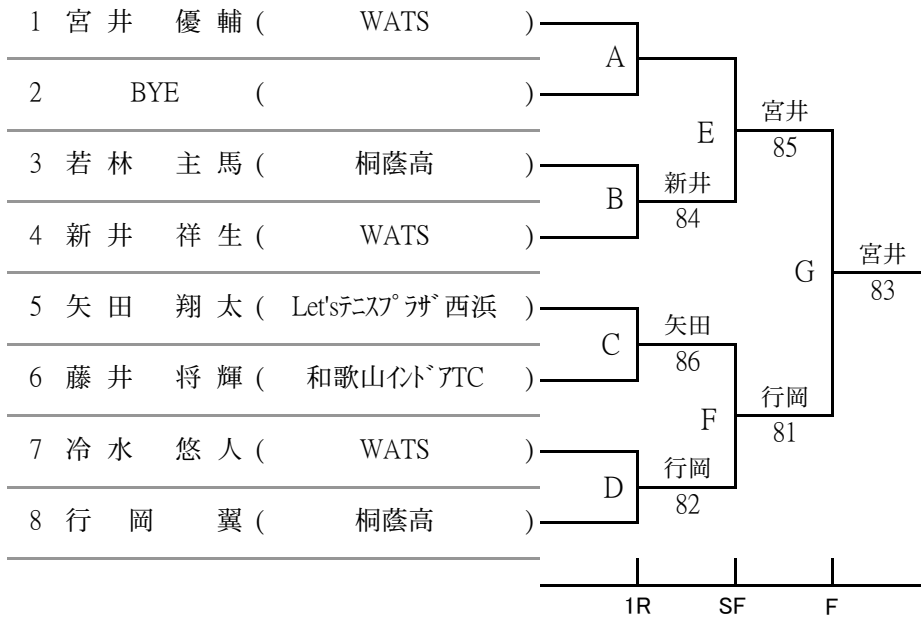 1 宮井 優輔 ( WATS )
A
2 BYE ( )
宮井
E
85
3 若林 主馬 ( 桐蔭高 )
新井
B
84
4 新井 祥生 ( WATS )
宮井
G
83
5 矢田 翔太 ( Let'sﾃﾆｽﾌﾟﾗｻﾞ西浜 )
矢田
C
86
6 藤井 将輝 ( 和歌山ｲﾝﾄﾞｱTC )
行岡
F
81
7 冷水 悠人 ( WATS )
行岡
D
82
8 行岡 翼 ( 桐蔭高 )
1R SF F